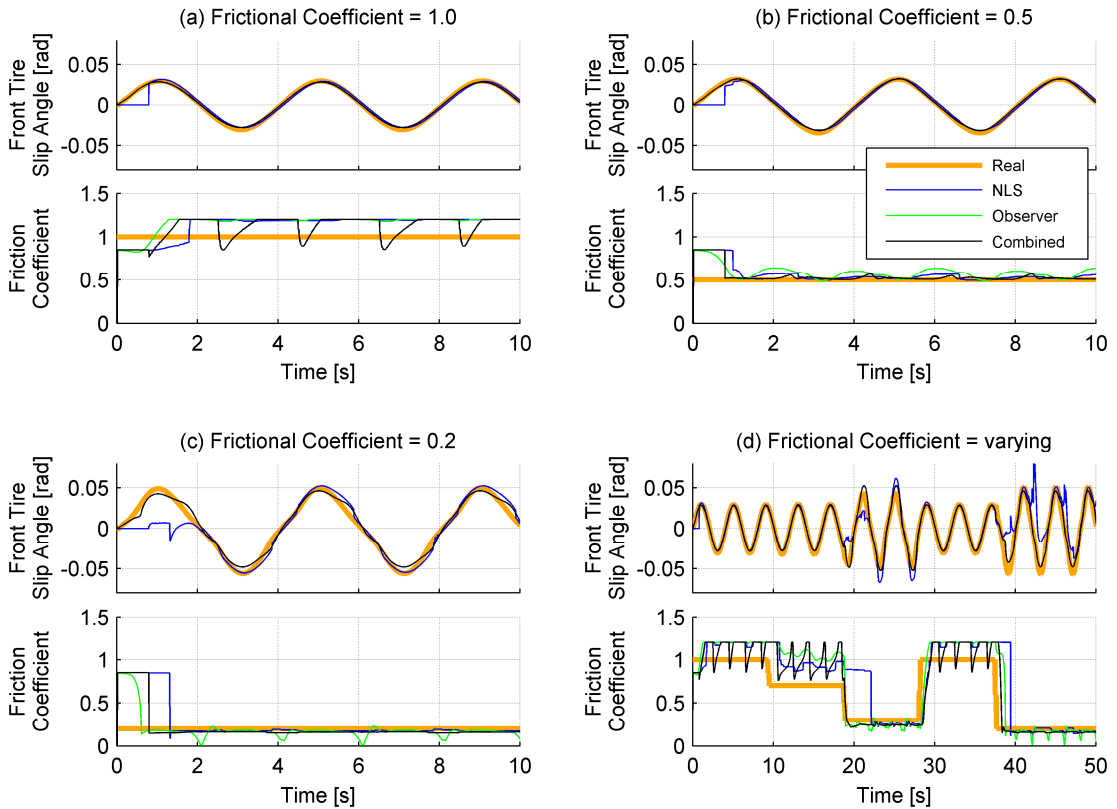 (a) Frictional Coefficient = 1.0
Front Tire
Slip Angle [rad]
0.05
0
-0.05
Friction
Coefficient
1.5
1
0.5
0
0 2 4 6 8 10
Time [s]
(b) Frictional Coefficient = 0.5
Front Tire
Slip Angle [rad]
0.05
0
-0.05
Real
NLS
Observer
Combined
Friction
Coefficient
1.5
1
0.5
0
0 2 4 6 8 10
Time [s]
(c) Frictional Coefficient = 0.2
Front Tire
Slip Angle [rad]
0.05
0
-0.05
Friction
Coefficient
1.5
1
0.5
0
0 2 4 6 8 10
Time [s]
(d) Frictional Coefficient = varying
Front Tire
Slip Angle [rad]
0.05
0
-0.05
Friction
Coefficient
1.5
1
0.5
0
0 10 20 30 40 50
Time [s]